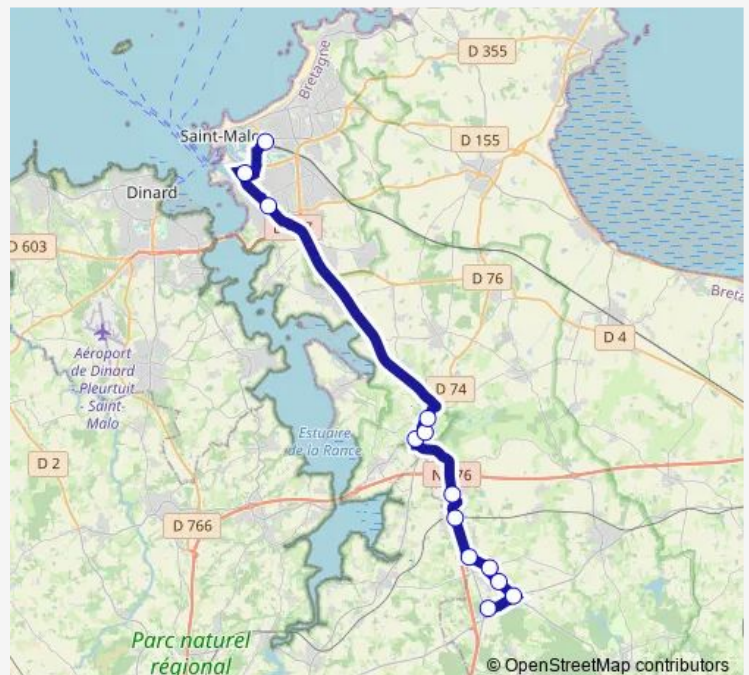 D 355
Bretagne
Saint-Malo
D 155
Dinard
D 603
D 76
D 4
Aéroport
de Dinard
- Pleurtuit
- Saint-
Malo
D 74
Estuaire
de la Rance
D 2
D 766
Parc naturel
régional
© OpenStreetMap contributors